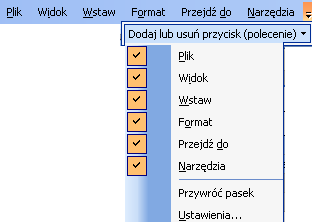 Plik Widok Wstaw Format Przejdź do Narzędzia
Dodaj lub usuń przycisk (polecenie)
Plik
Widok
Wstaw
Format
Przejdź do
Narzędzia
Przywróć pasek
Ustawienia...